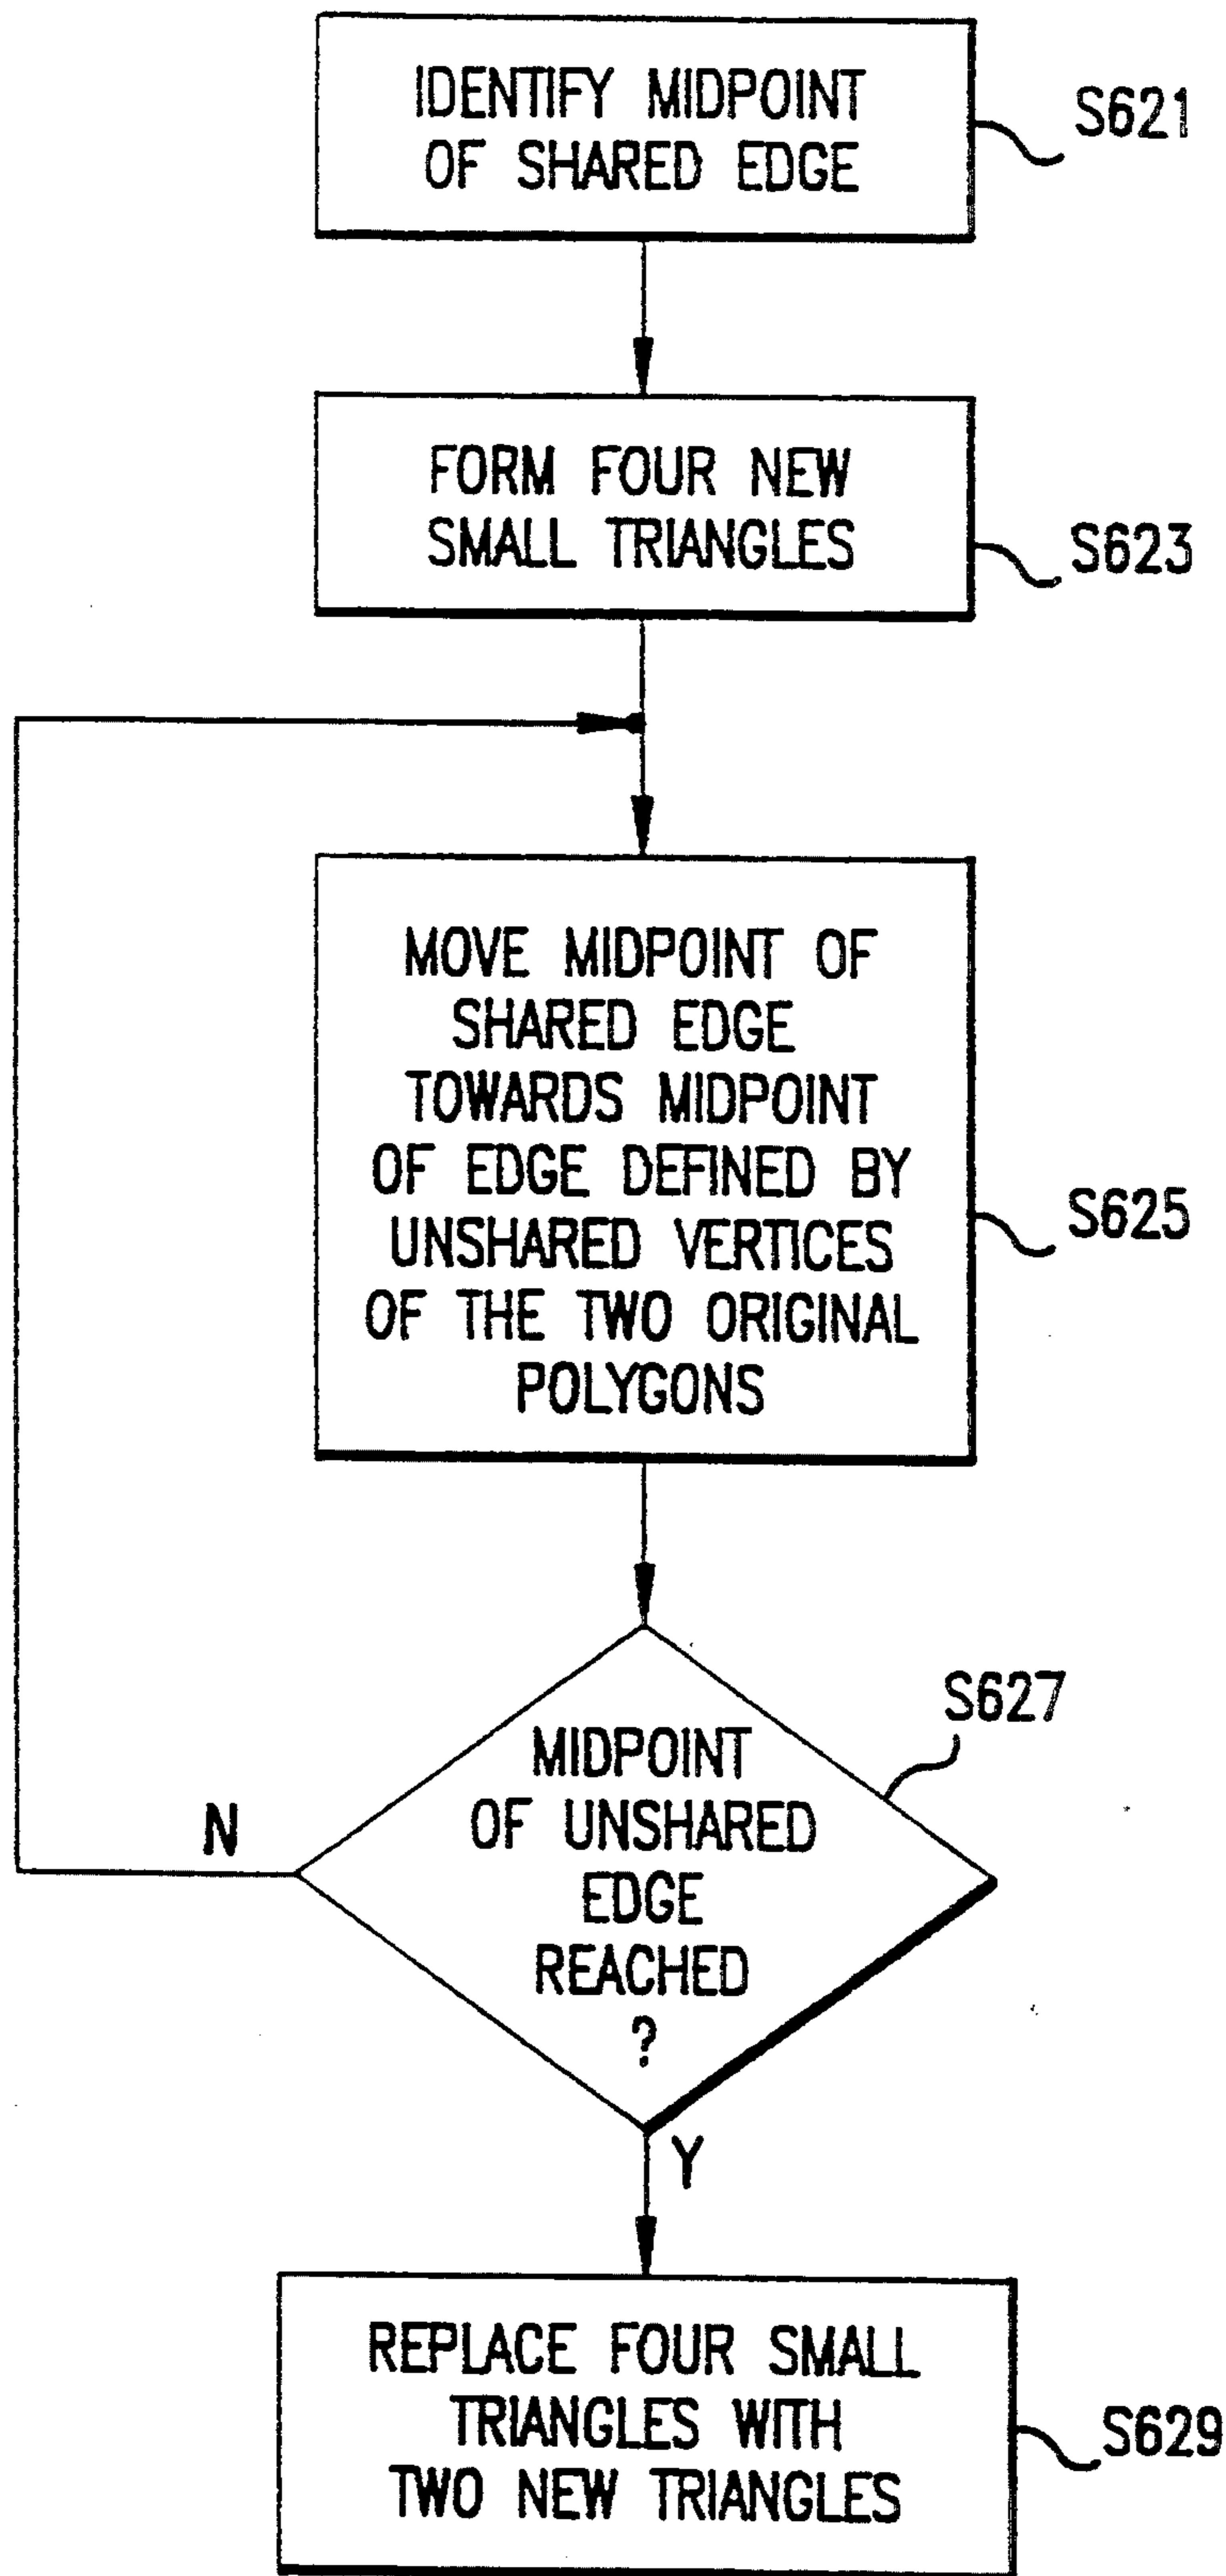 IDENTIFY MIDPOINT
OF SHARED EDGE
S621
FORM FOUR NEW
SMALL TRIANGLES
S623
MOVE MIDPOINT OF
SHARED EDGE
TOWARDS MIDPOINT
OF EDGE DEFINED BY
UNSHARED VERTICES
OF THE TWO ORIGINAL
POLYGONS
S625
MIDPOINT
OF UNSHARED
EDGE
REACHED
?
S627
N
Y
REPLACE FOUR SMALL
TRIANGLES WITH
TWO NEW TRIANGLES
S629